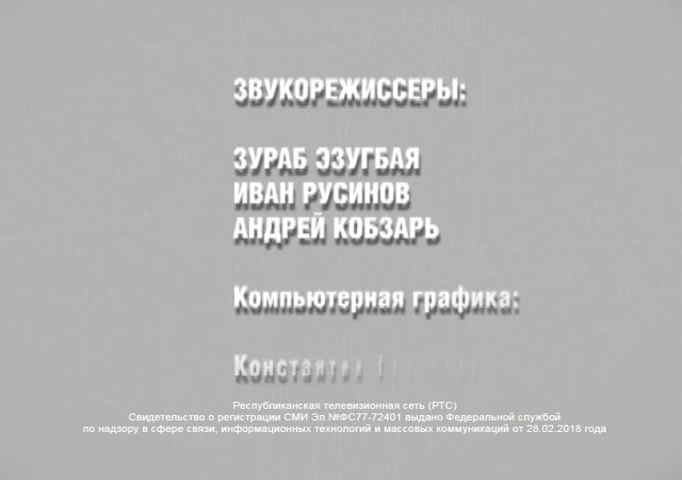 ЗВУКОРЕЖИССЕРЫ:
ЗУРАБ ЭЗУГБАЯ
ИВАН РУСИНОВ
АНДРЕЙ КОБЗАРЬ
Компьютерная графика:
Константин
Республиканская телевизионная сеть (РТС)
Свидетельство о регистрации СМИ Эл №ФС77-72401 выдано Федеральной службой
по надзору в сфере связи, информационных технологий и массовых коммуникаций от 28.02.2018 года